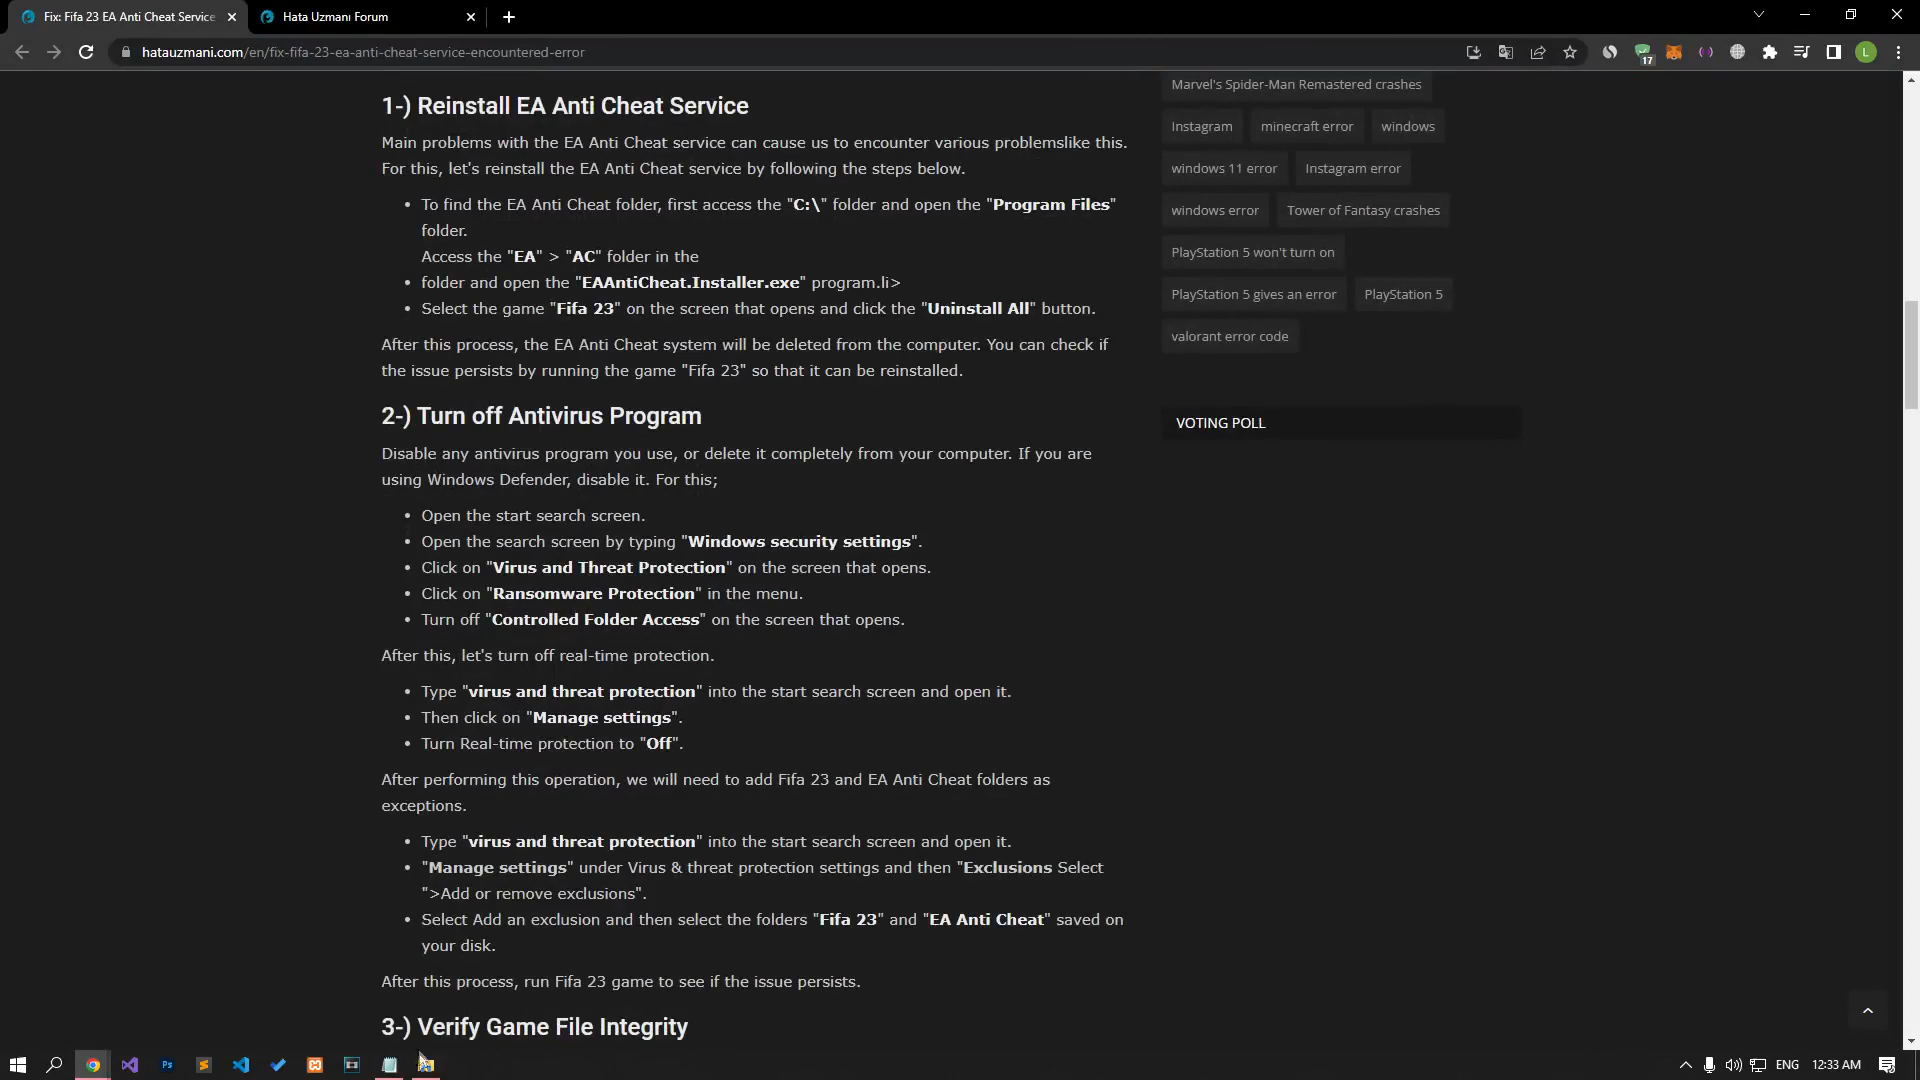 Fix: Fifa 23 EA Anti Cheat Service
Hata Uzmanı Forum
hatauzmani.com/en/fix-fifa-23-ea-anti-cheat-service-encountered-error
17
L
1-) Reinstall EA Anti Cheat Service
Main problems with the EA Anti Cheat service can cause us to encounter various problemslike this.
For this, let's reinstall the EA Anti Cheat service by following the steps below.
• To find the EA Anti Cheat folder, first access the "C:\" folder and open the "Program Files"
folder.
Access the "EA" > "AC" folder in the
• folder and open the "EAAntiCheat.Installer.exe" program.li>
• Select the game "Fifa 23" on the screen that opens and click the "Uninstall All" button.
After this process, the EA Anti Cheat system will be deleted from the computer. You can check if
the issue persists by running the game "Fifa 23" so that it can be reinstalled.
2-) Turn off Antivirus Program
Disable any antivirus program you use, or delete it completely from your computer. If you are
using Windows Defender, disable it. For this;
• Open the start search screen.
• Open the search screen by typing "Windows security settings".
• Click on "Virus and Threat Protection" on the screen that opens.
• Click on "Ransomware Protection" in the menu.
• Turn off "Controlled Folder Access" on the screen that opens.
After this, let's turn off real-time protection.
• Type "virus and threat protection" into the start search screen and open it.
• Then click on "Manage settings".
• Turn Real-time protection to "Off".
After performing this operation, we will need to add Fifa 23 and EA Anti Cheat folders as
exceptions.
• Type "virus and threat protection" into the start search screen and open it.
• "Manage settings" under Virus & threat protection settings and then "Exclusions Select
">Add or remove exclusions".
• Select Add an exclusion and then select the folders "Fifa 23" and "EA Anti Cheat" saved on
your disk.
After this process, run Fifa 23 game to see if the issue persists.
3-) Verify Game File Integrity
Marvel's Spider-Man Remastered crashes
Instagram minecraft error windows
windows 11 error Instagram error
windows error Tower of Fantasy crashes
PlayStation 5 won't turn on
PlayStation 5 gives an error PlayStation 5
valorant error code
VOTING POLL
Ps
ENG 12:33 AM